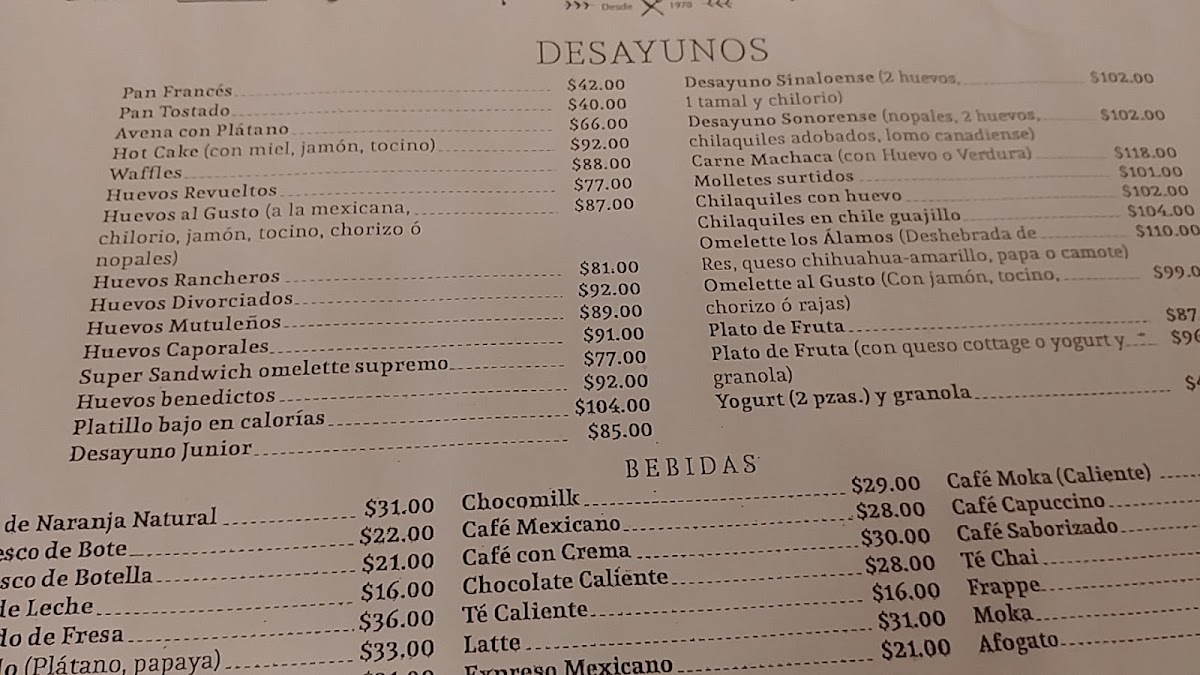 Desde 1970
DESAYUNOS
Pan Francés $42.00
Pan Tostado $40.00
Avena con Plátano $66.00
Hot Cake (con miel, jamón, tocino) $92.00
Waffles $88.00
Huevos Revueltos $77.00
Huevos al Gusto (a la mexicana, $87.00
chilorio, jamón, tocino, chorizo ó
nopales)
Huevos Rancheros $81.00
Huevos Divorciados $92.00
Huevos Mutuleños $89.00
Huevos Caporales $91.00
Super Sandwich omelette supremo $77.00
Huevos benedictos $92.00
Platillo bajo en calorías $104.00
Desayuno Junior $85.00
Desayuno Sinaloense (2 huevos, $102.00
1 tamal y chilorio)
Desayuno Sonorense (nopales, 2 huevos, $102.00
chilaquiles adobados, lomo canadiense)
Carne Machaca (con Huevo o Verdura) $118.00
Molletes surtidos $101.00
Chilaquiles con huevo $102.00
Chilaquiles en chile guajillo $104.00
Omelette los Álamos (Deshebrada de $110.00
Res, queso chihuahua-amarillo, papa o camote)
Omelette al Gusto (Con jamón, tocino, $99.0
chorizo ó rajas)
Plato de Fruta $87
Plato de Fruta (con queso cottage o yogurt y $96
granola)
Yogurt (2 pzas.) y granola $4
BEBIDAS
de Naranja Natural $31.00
esco de Bote $22.00
sco de Botella $21.00
de Leche $16.00
do de Fresa $36.00
lo (Plátano, papaya) $33.00
Chocomilk $29.00
Café Mexicano $28.00
Café con Crema $30.00
Chocolate Caliente $28.00
Té Caliente $16.00
Latte $31.00
Expreso Mexicano $21.00
Café Moka (Caliente)
Café Capuccino
Café Saborizado
Té Chai
Frappe
Moka
Afogato